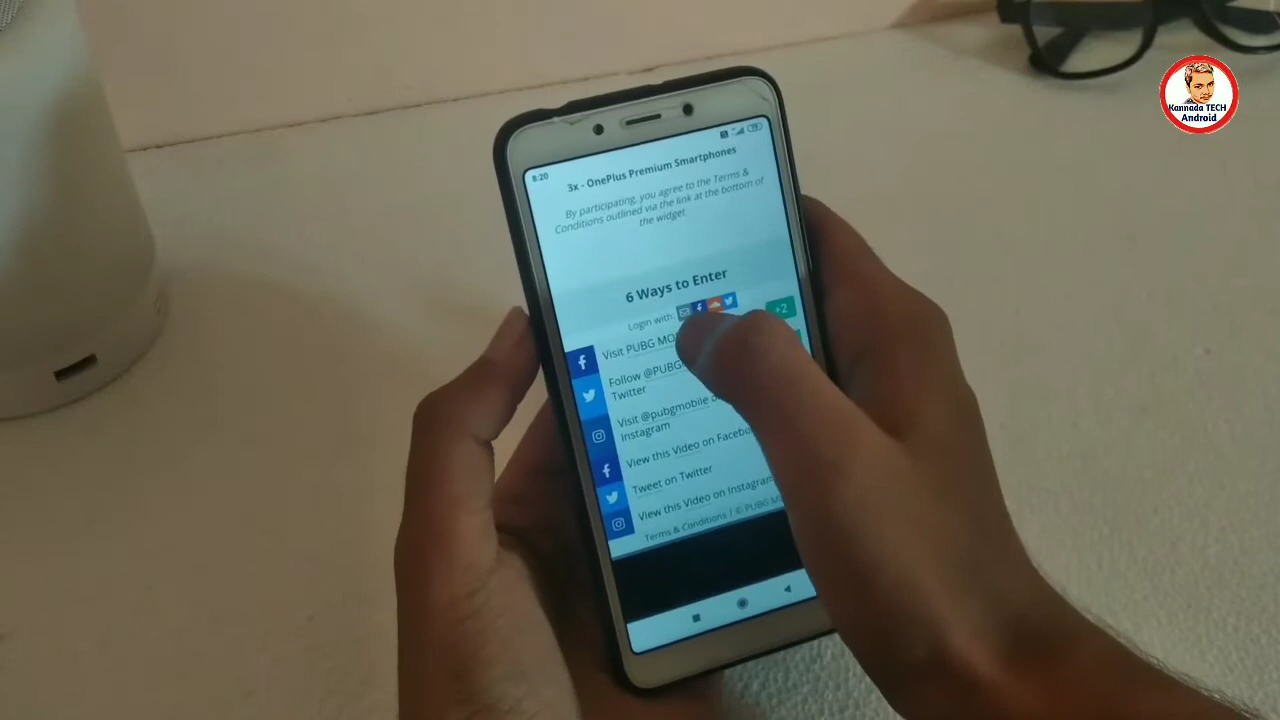 Kannada TECH
Android
8:20
3x - OnePlus Premium Smartphones
By participating, you agree to the Terms &
Conditions outlined via the link at the bottom of
the widget.
6 Ways to Enter
Login with:
+2
Visit PUBG MO
Follow @PUBG
Twitter
Visit @pubgmobile o
Instagram
View this Video on Facebo
Tweet on Twitter
View this Video on Instagram
Terms & Conditions | © PUBG M